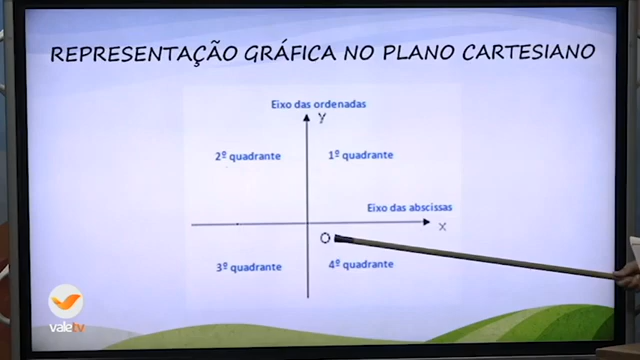 REPRESENTAÇÃO GRÁFICA NO PLANO CARTESIANO
Eixo das ordenadas
Y
2º quadrante
1º quadrante
Eixo das abscissas
X
O
3º quadrante
4º quadrante
valetv